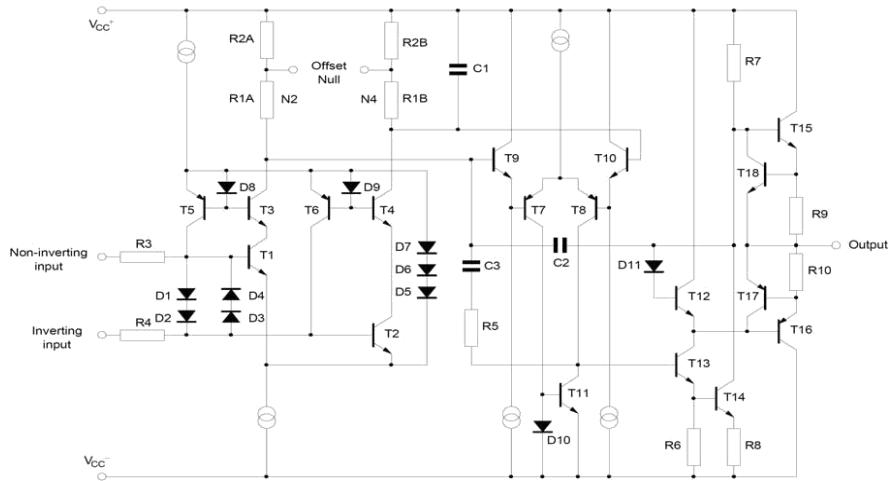 VCC+
R2A
R2B
Offset
Null
C1
R7
R1A
N2
N4
R1B
T15
T9
T10
T18
D8
D9
T5
T3
T6
T4
T7
T8
R9
Non-inverting
input
R3
T1
D7
D6
D5
C3
C2
D11
Output
R10
D1
D2
D4
D3
T12
T17
Inverting
input
R4
T2
R5
T16
T13
T11
T14
D10
R6
R8
VCC−